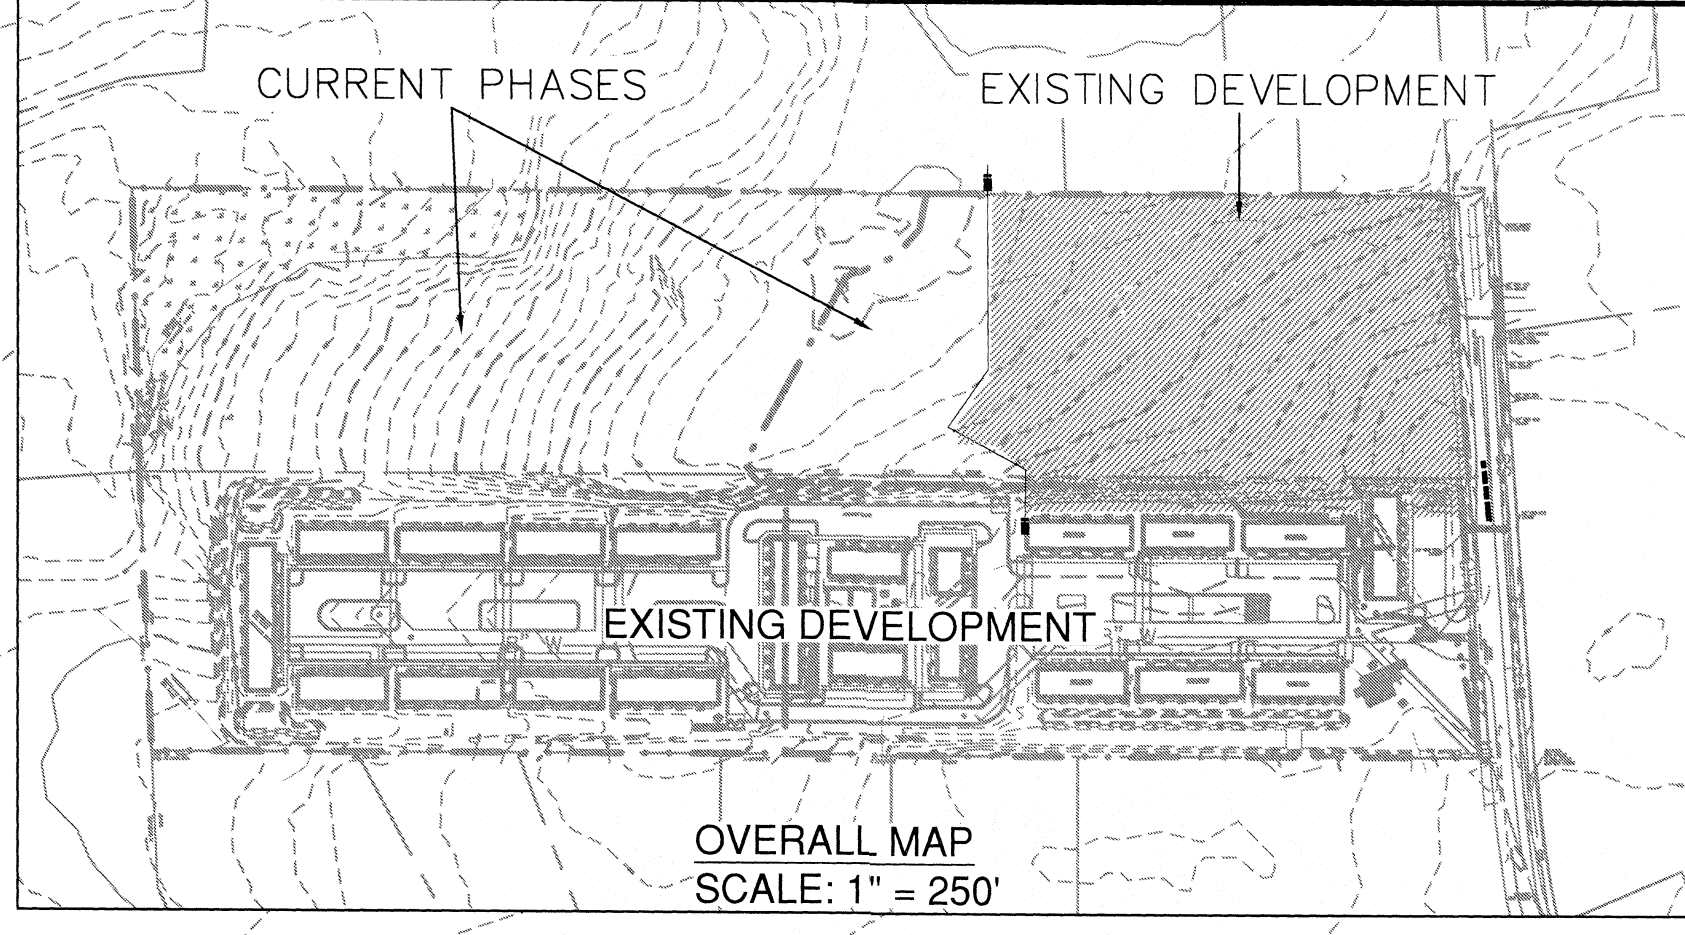 CURRENT PHASES
EXISTING DEVELOPMENT
EXISTING DEVELOPMENT
OVERALL MAP
SCALE: 1" = 250'